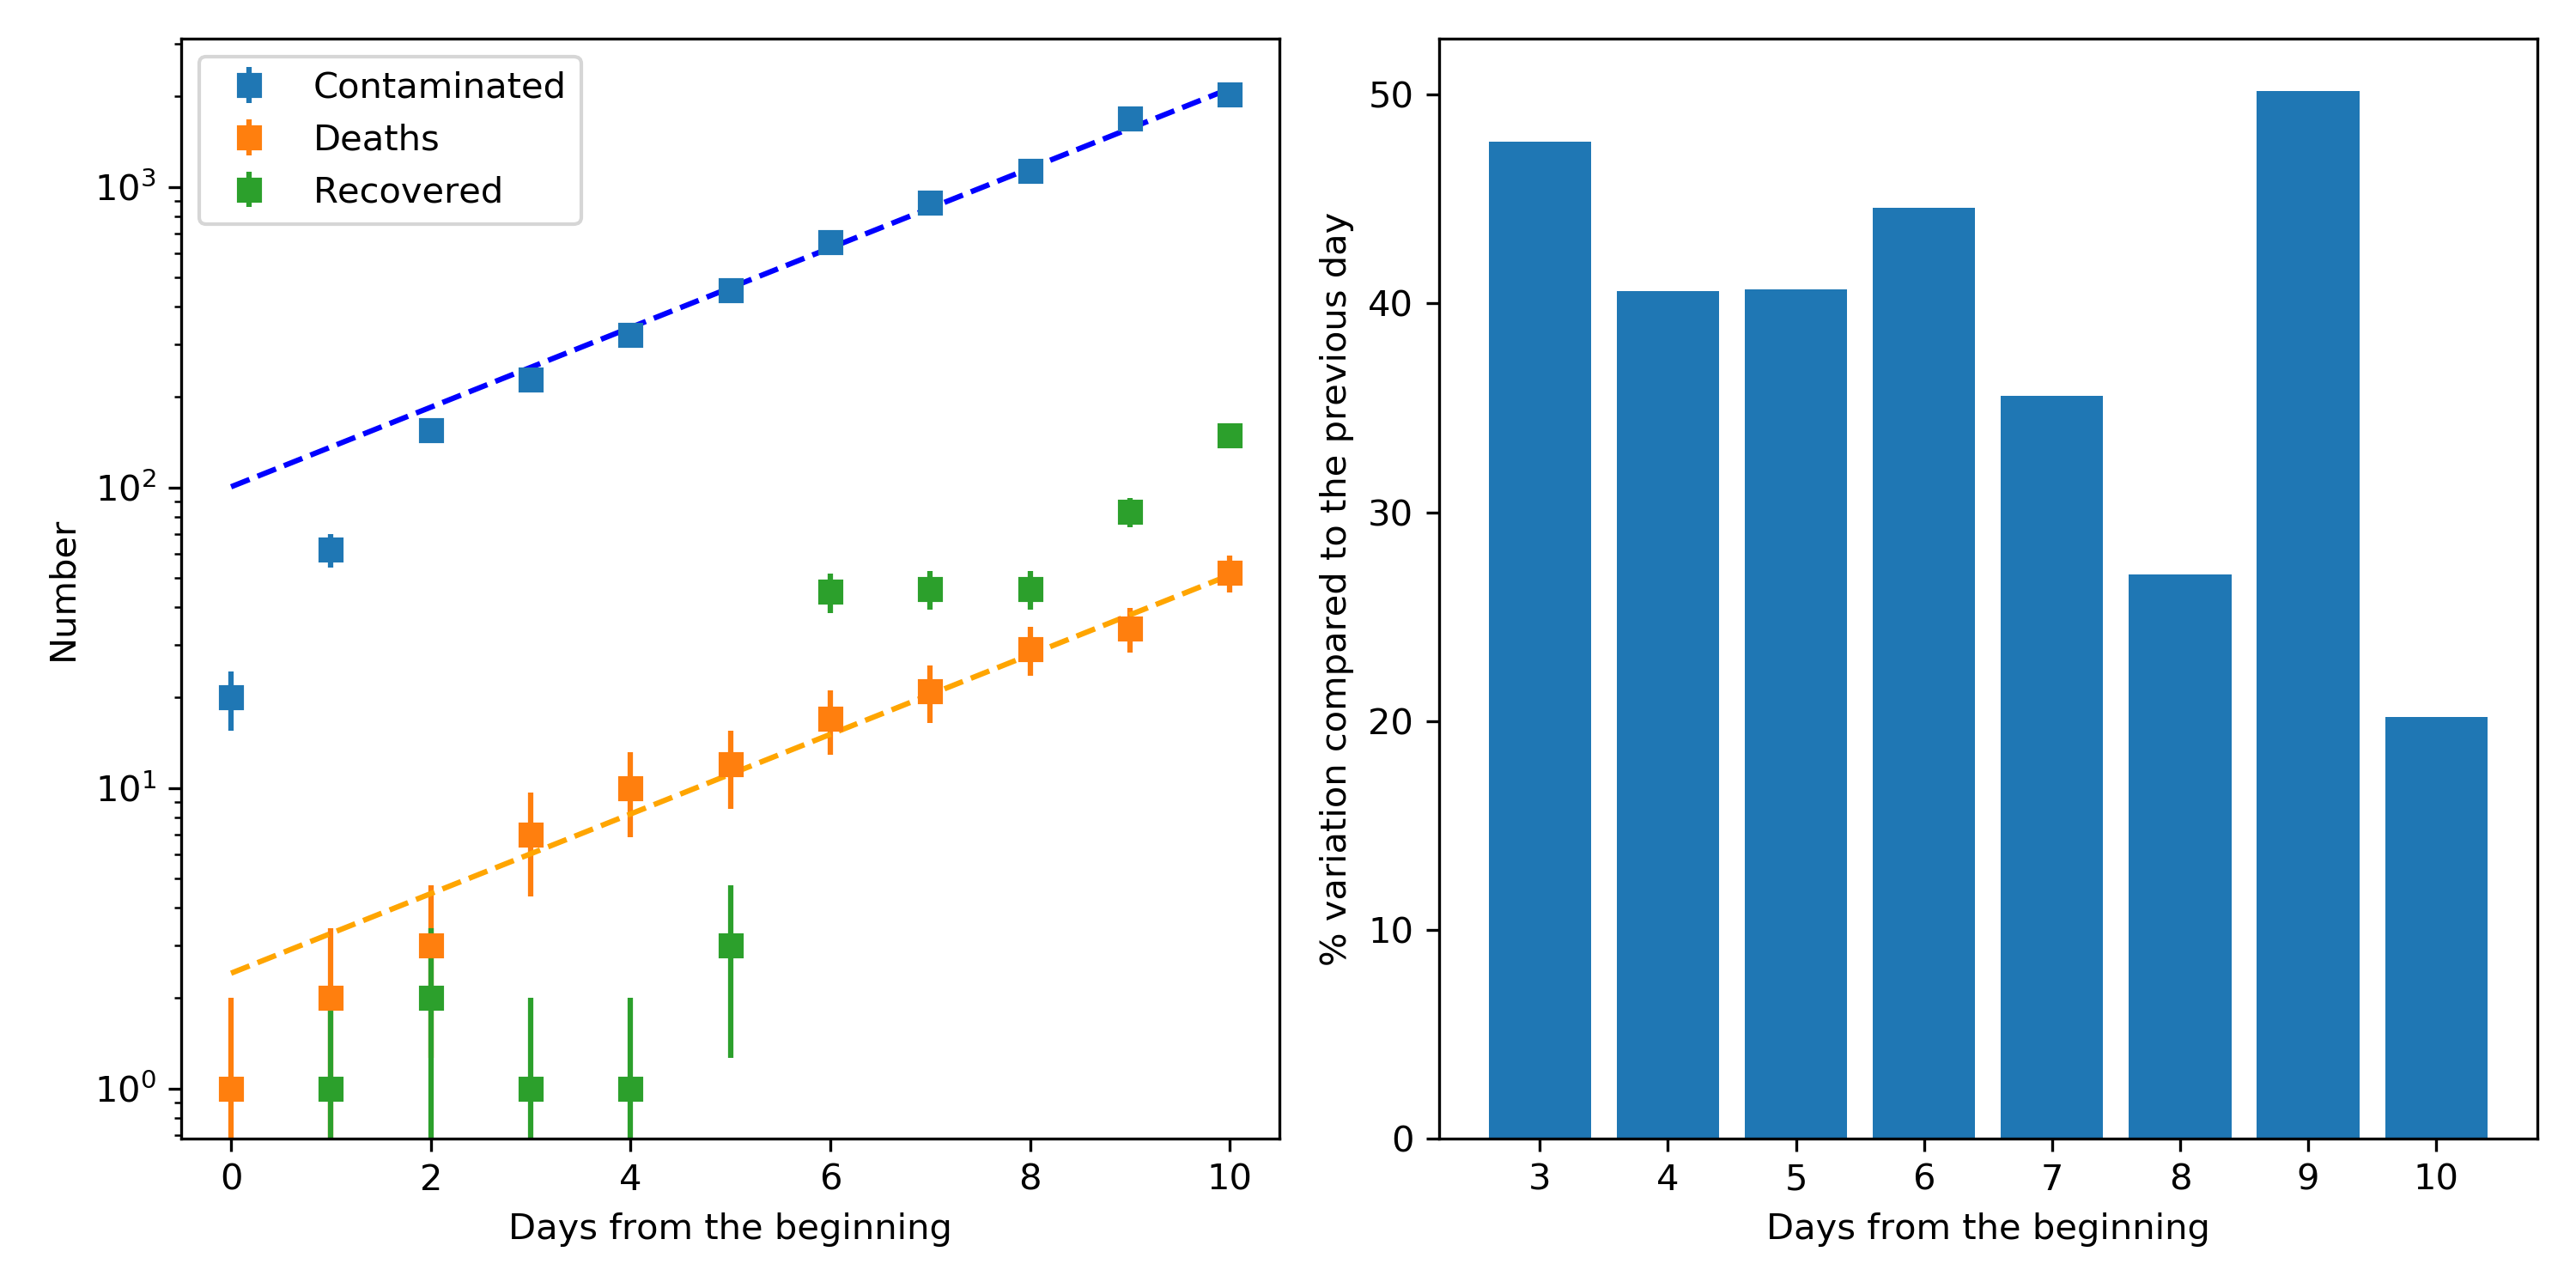 Contaminated
Deaths
Recovered
10³
10²
10¹
10⁰
Number
0 2 4 6 8 10
Days from the beginning
50
40
30
20
10
0
% variation compared to the previous day
3 4 5 6 7 8 9 10
Days from the beginning